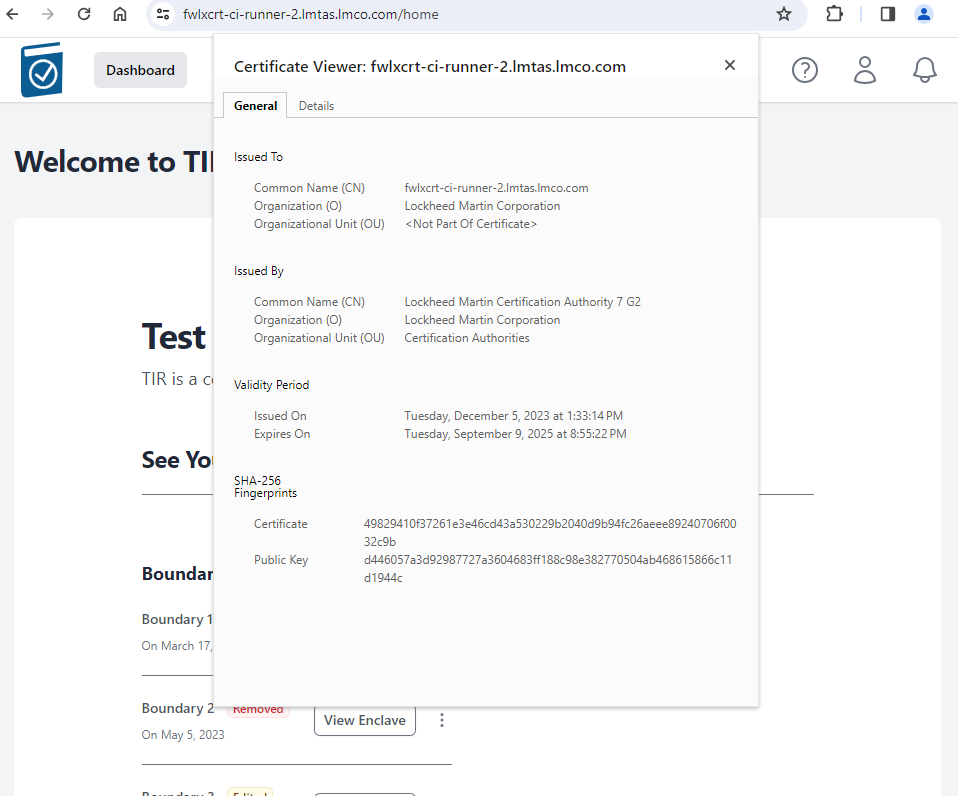 fwlxcrt-ci-runner-2.lmtas.lmco.com/home
Dashboard
Certificate Viewer: fwlxcrt-ci-runner-2.lmtas.lmco.com
General Details
Welcome to
Issued To
Common Name (CN) fwlxcrt-ci-runner-2.lmtas.lmco.com
Organization (O) Lockheed Martin Corporation
Organizational Unit (OU) <Not Part Of Certificate>
Issued By
Common Name (CN) Lockheed Martin Certification Authority 7 G2
Organization (O) Lockheed Martin Corporation
Organizational Unit (OU) Certification Authorities
Test
TIR is a
Validity Period
Issued On Tuesday, December 5, 2023 at 1:33:14 PM
Expires On Tuesday, September 9, 2025 at 8:55:22 PM
See
SHA-256
Fingerprints
Certificate 49829410f37261e3e46cd43a530229b2040d9b94fc26aeee89240706f00
32c9b
Public Key d446057a3d92987727a3604683ff188c98e382770504ab468615866c11
d1944c
Boundar
Boundary 1
On March 17,
Boundary 2 Removed
On May 5, 2023
View Enclave
Boundary 3 Edited